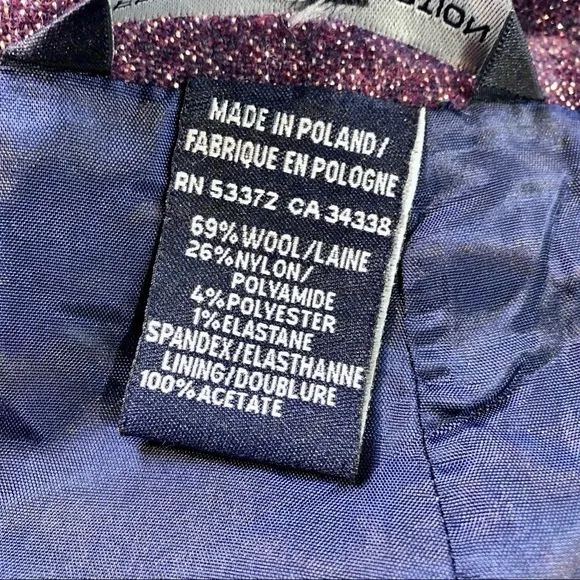 MADE IN POLAND/
FABRIQUE EN POLOGNE
RN 53372 CA 34338
69% WOOL/LAINE
26% NYLON/
POLYAMIDE
4% POLYESTER
1% ELASTANE
SPANDEX/ELASTHANNE
LINING/DOUBLURE
100% ACETATE